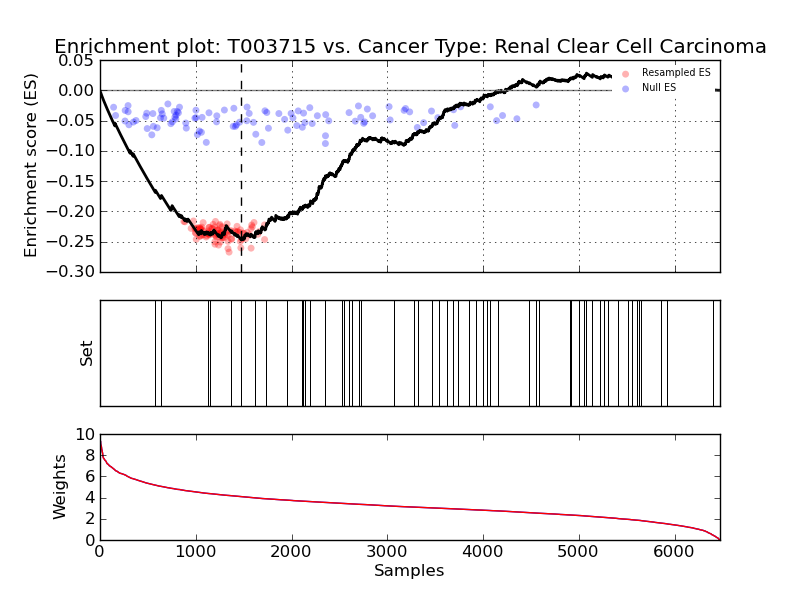 Enrichment plot: T003715 vs. Cancer Type: Renal Clear Cell Carcinoma
Enrichment score (ES)
0.05
0.00
−0.05
−0.10
−0.15
−0.20
−0.25
−0.30
Resampled ES
Null ES
Set
Weights
10
8
6
4
2
0
0 1000 2000 3000 4000 5000 6000
Samples